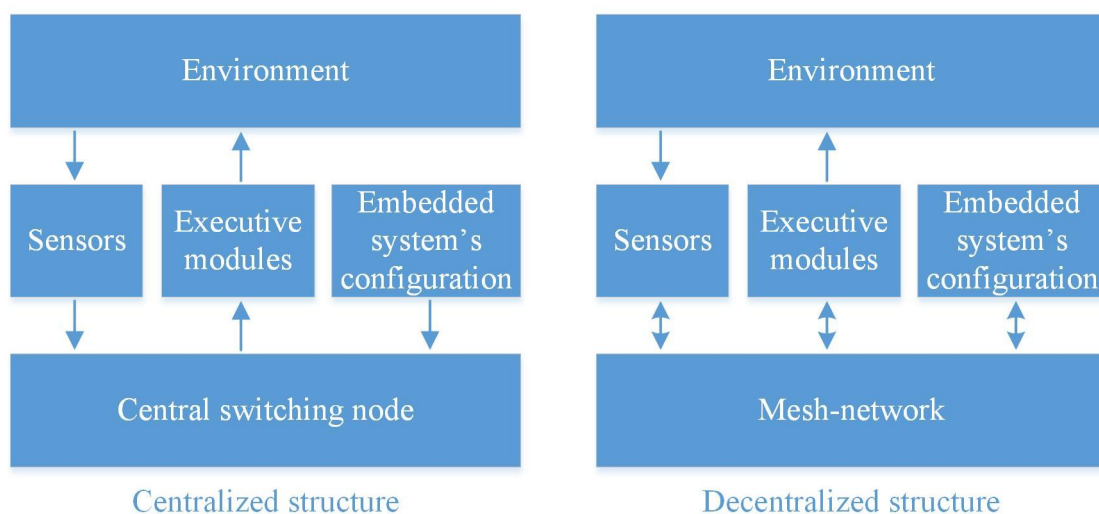 Environment
Sensors
Executive
modules
Embedded
system’s
configuration
Central switching node
Centralized structure
Environment
Sensors
Executive
modules
Embedded
system’s
configuration
Mesh-network
Decentralized structure